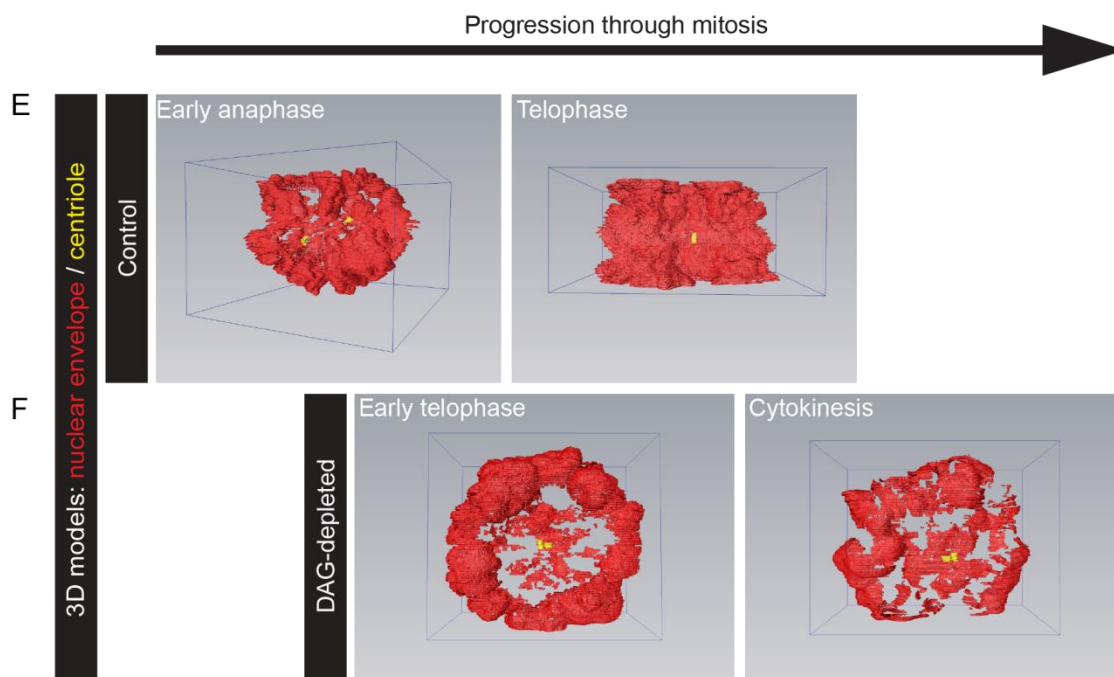 Progression through mitosis
E
3D models: nuclear envelope / centriole
Control
Early anaphase
Telophase
F
DAG-depleted
Early telophase
Cytokinesis